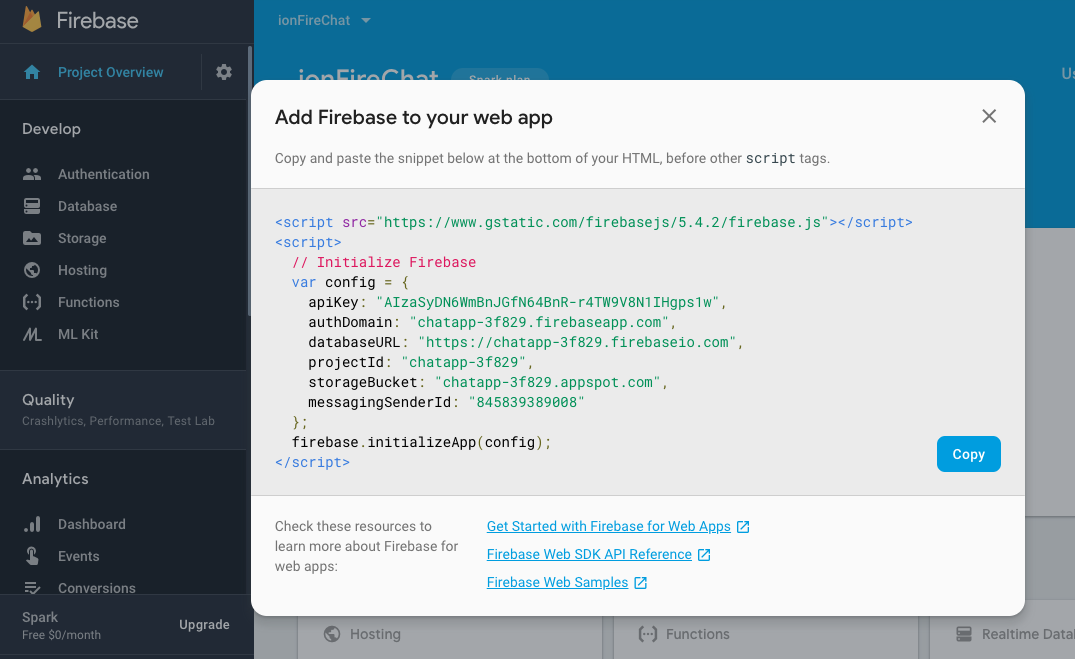 Firebase
ionFireChat
Project Overview
ionFireChat Spark plan
Develop
Authentication
Database
Storage
Hosting
Functions
ML Kit
Quality
Crashlytics, Performance, Test Lab
Analytics
Dashboard
Events
Conversions
Spark
Free $0/month
Upgrade
Add Firebase to your web app
Copy and paste the snippet below at the bottom of your HTML, before other script tags.
<script src="https://www.gstatic.com/firebasejs/5.4.2/firebase.js"></script>
<script>
// Initialize Firebase
var config = {
apiKey: "AIzaSyDN6WmBnJGfN64BnR-r4TW9V8N1IHgps1w",
authDomain: "chatapp-3f829.firebaseapp.com",
databaseURL: "https://chatapp-3f829.firebaseio.com",
projectId: "chatapp-3f829",
storageBucket: "chatapp-3f829.appspot.com",
messagingSenderId: "845839389008"
};
firebase.initializeApp(config);
</script>
Copy
Check these resources to
learn more about Firebase for
web apps:
Get Started with Firebase for Web Apps
Firebase Web SDK API Reference
Firebase Web Samples
Hosting
Functions
Realtime